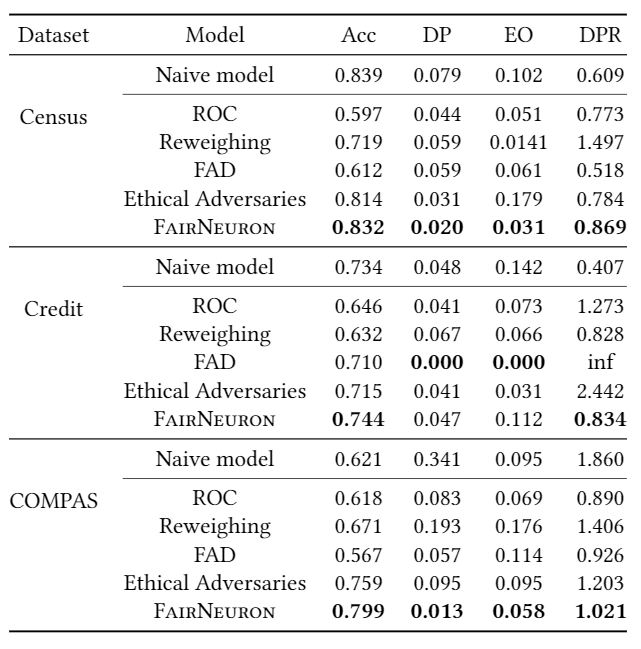 Dataset Model Acc DP EO DPR
Naive model 0.839 0.079 0.102 0.609
Census
ROC 0.597 0.044 0.051 0.773
Reweighing 0.719 0.059 0.0141 1.497
FAD 0.612 0.059 0.061 0.518
Ethical Adversaries 0.814 0.031 0.179 0.784
FAIRNEURON 0.832 0.020 0.031 0.869
Naive model 0.734 0.048 0.142 0.407
Credit
ROC 0.646 0.041 0.073 1.273
Reweighing 0.632 0.067 0.066 0.828
FAD 0.710 0.000 0.000 inf
Ethical Adversaries 0.715 0.041 0.031 2.442
FAIRNEURON 0.744 0.047 0.112 0.834
Naive model 0.621 0.341 0.095 1.860
COMPAS
ROC 0.618 0.083 0.069 0.890
Reweighing 0.671 0.193 0.176 1.406
FAD 0.567 0.057 0.114 0.926
Ethical Adversaries 0.759 0.095 0.095 1.203
FAIRNEURON 0.799 0.013 0.058 1.021